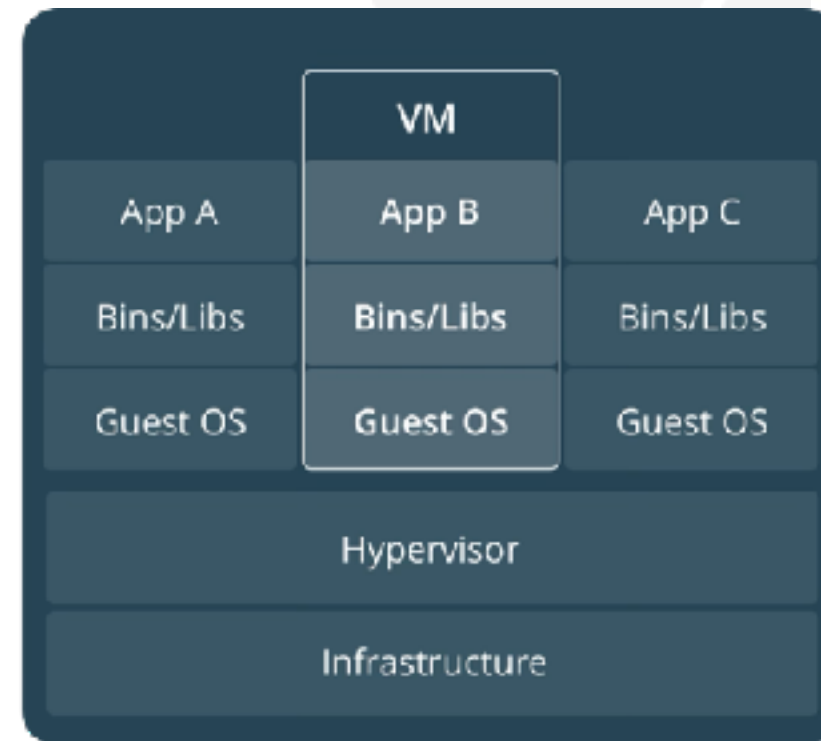 VM
App A App B App C
Bins/Libs Bins/Libs Bins/Libs
Guest OS Guest OS Guest OS
Hypervisor
Infrastructure